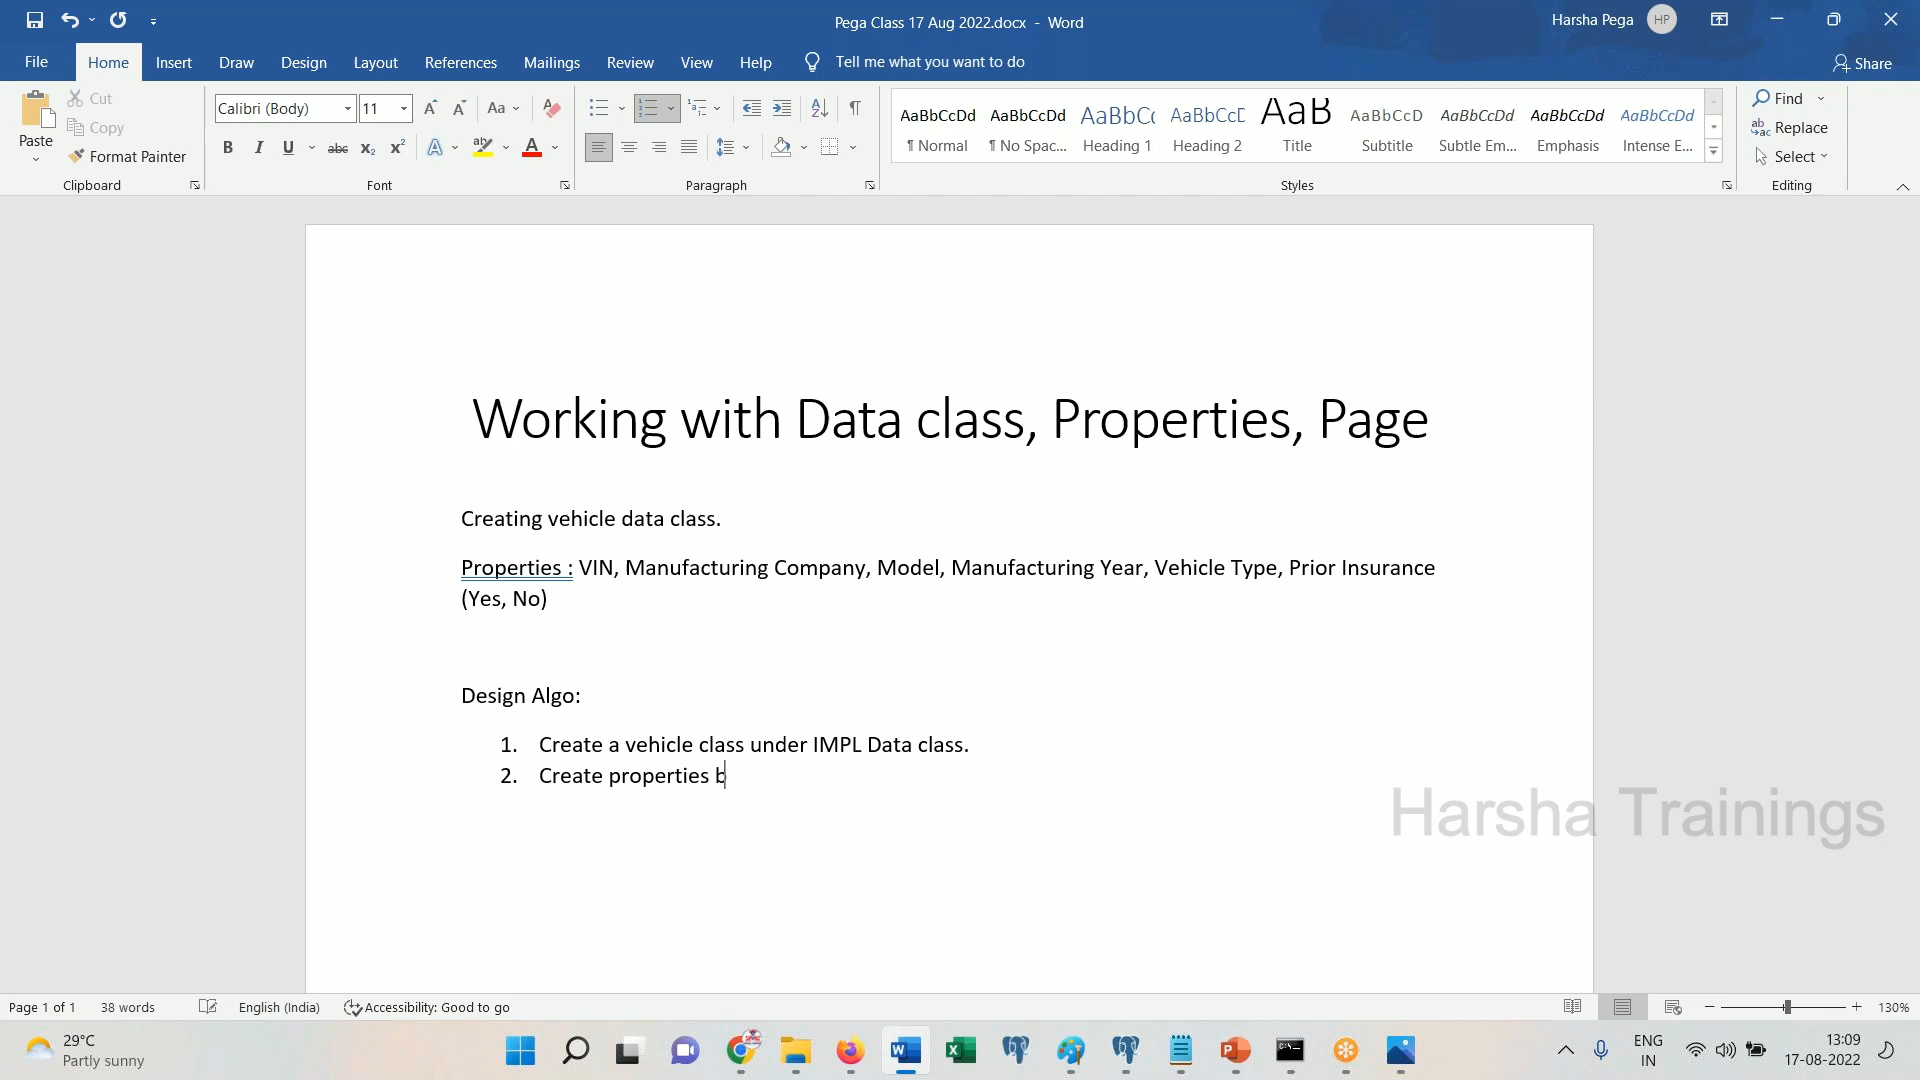 Pega Class 17 Aug 2022.docx - Word
Harsha Pega HP
File Home Insert Draw Design Layout References Mailings Review View Help Tell me what you want to do Share
Paste
Cut
Copy
Format Painter
Clipboard
Calibri (Body) 11
Font
Paragraph
AaBbCcDd AaBbCcDd AaBbCc AaBbCcE AaB AaBbCcD AaBbCcDd AaBbCcDd AaBbCcDd
¶ Normal ¶ No Spac... Heading 1 Heading 2 Title Subtitle Subtle Em... Emphasis Intense E...
Styles
Find
Replace
Select
Editing
Working with Data class, Properties, Page
Creating vehicle data class.
Properties : VIN, Manufacturing Company, Model, Manufacturing Year, Vehicle Type, Prior Insurance
(Yes, No)
Design Algo:
1. Create a vehicle class under IMPL Data class.
2. Create properties b
Harsha Trainings
Page 1 of 1 38 words English (India) Accessibility: Good to go 130%
29°C
Partly sunny
ENG
IN
13:09
17-08-2022